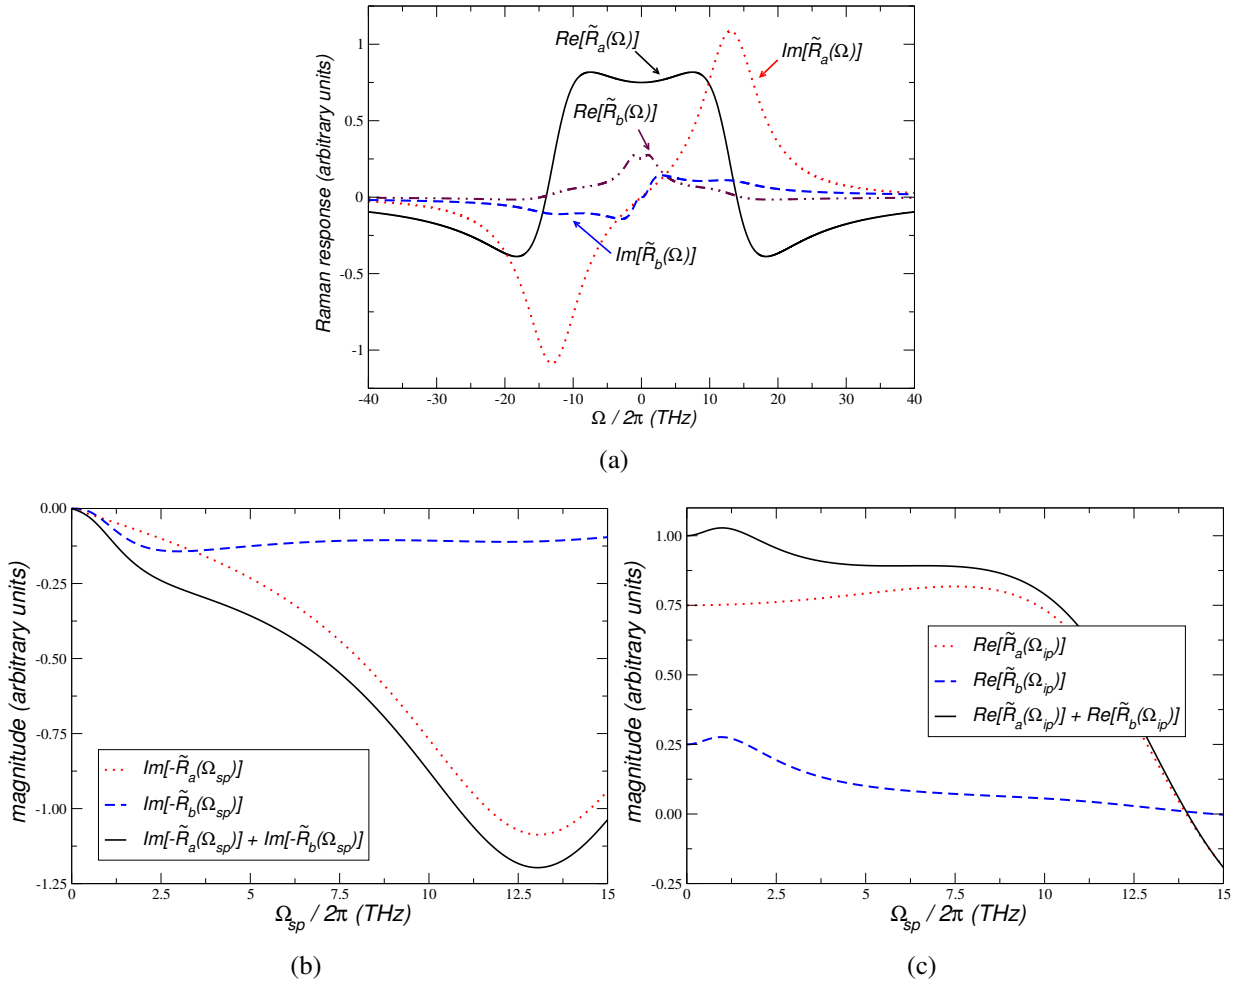 Re[R̃a(Ω)]
Im[R̃a(Ω)]
Re[R̃b(Ω)]
Im[R̃b(Ω)]
Raman response (arbitrary units)
1
0.5
0
-0.5
-1
-40 -30 -20 -10 0 10 20 30 40
Ω / 2π (THz)
(a)
magnitude (arbitrary units)
0.00
-0.25
-0.50
-0.75
-1.00
-1.25
Im[-R̃a(Ωsp)]
Im[-R̃b(Ωsp)]
Im[-R̃a(Ωsp)] + Im[-R̃b(Ωsp)]
0 2.5 5 7.5 10 12.5 15
Ωsp / 2π (THz)
(b)
magnitude (arbitrary units)
1.00
0.75
0.50
0.25
0.00
-0.25
Re[R̃a(Ωip)]
Re[R̃b(Ωip)]
Re[R̃a(Ωip)] + Re[R̃b(Ωip)]
0 2.5 5 7.5 10 12.5 15
Ωsp / 2π (THz)
(c)